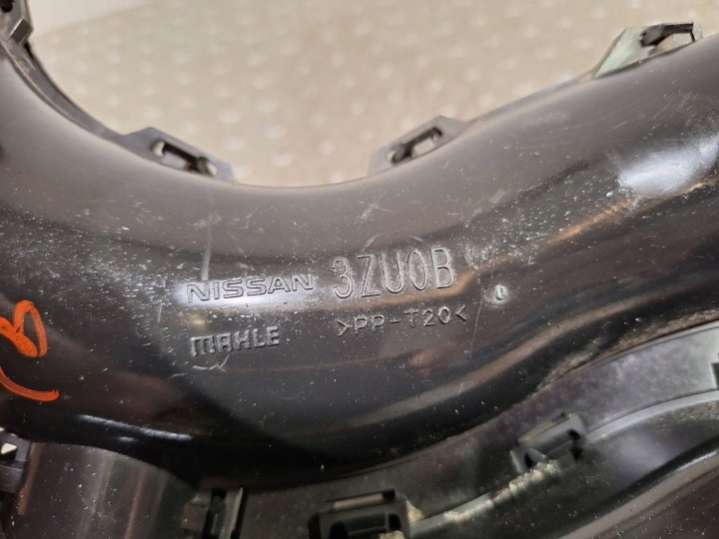 NISSAN 3ZU0B
MAHLE >PP-T20<